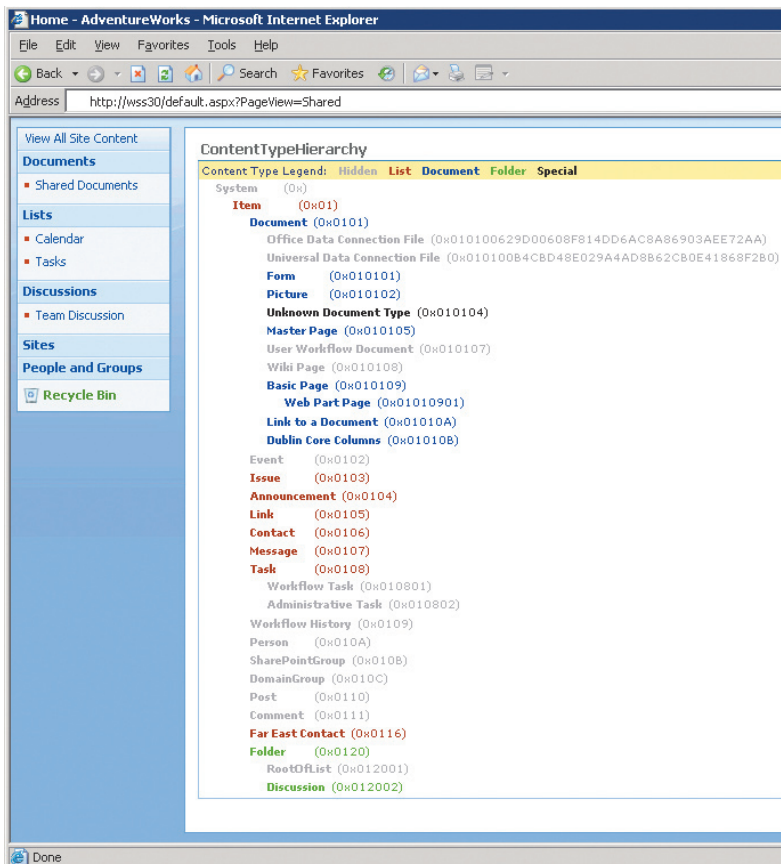 Home - AdventureWorks - Microsoft Internet Explorer
File Edit View Favorites Tools Help
Back Search Favorites
Address http://wss30/default.aspx?PageView=Shared
View All Site Content
Documents
Shared Documents
Lists
Calendar
Tasks
Discussions
Team Discussion
Sites
People and Groups
Recycle Bin
ContentTypeHierarchy
Content Type Legend: Hidden List Document Folder Special
System (0x)
Item (0x01)
Document (0x0101)
Office Data Connection File (0x010100629D00608F814DD6AC8A86903AEE72AA)
Universal Data Connection File (0x010100B4CBD48E029A4AD8B62CB0E41868F2B0)
Form (0x010101)
Picture (0x010102)
Unknown Document Type (0x010104)
Master Page (0x010105)
User Workflow Document (0x010107)
Wiki Page (0x010108)
Basic Page (0x010109)
Web Part Page (0x01010901)
Link to a Document (0x01010A)
Dublin Core Columns (0x01010B)
Event (0x0102)
Issue (0x0103)
Announcement (0x0104)
Link (0x0105)
Contact (0x0106)
Message (0x0107)
Task (0x0108)
Workflow Task (0x010801)
Administrative Task (0x010802)
Workflow History (0x0109)
Person (0x010A)
SharePointGroup (0x010B)
DomainGroup (0x010C)
Post (0x0110)
Comment (0x0111)
Far East Contact (0x0116)
Folder (0x0120)
RootOfList (0x012001)
Discussion (0x012002)
Done